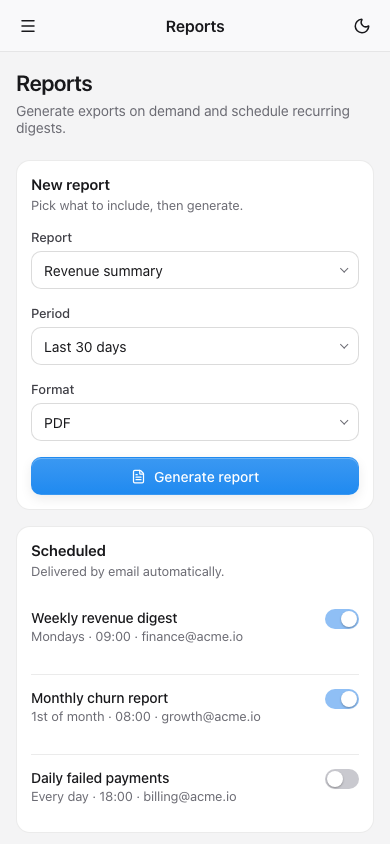 Reports
Reports
Generate exports on demand and schedule recurring
digests.
New report
Pick what to include, then generate.
Report
Revenue summary
Period
Last 30 days
Format
PDF
Generate report
Scheduled
Delivered by email automatically.
Weekly revenue digest
Mondays · 09:00 · finance@acme.io
Monthly churn report
1st of month · 08:00 · growth@acme.io
Daily failed payments
Every day · 18:00 · billing@acme.io